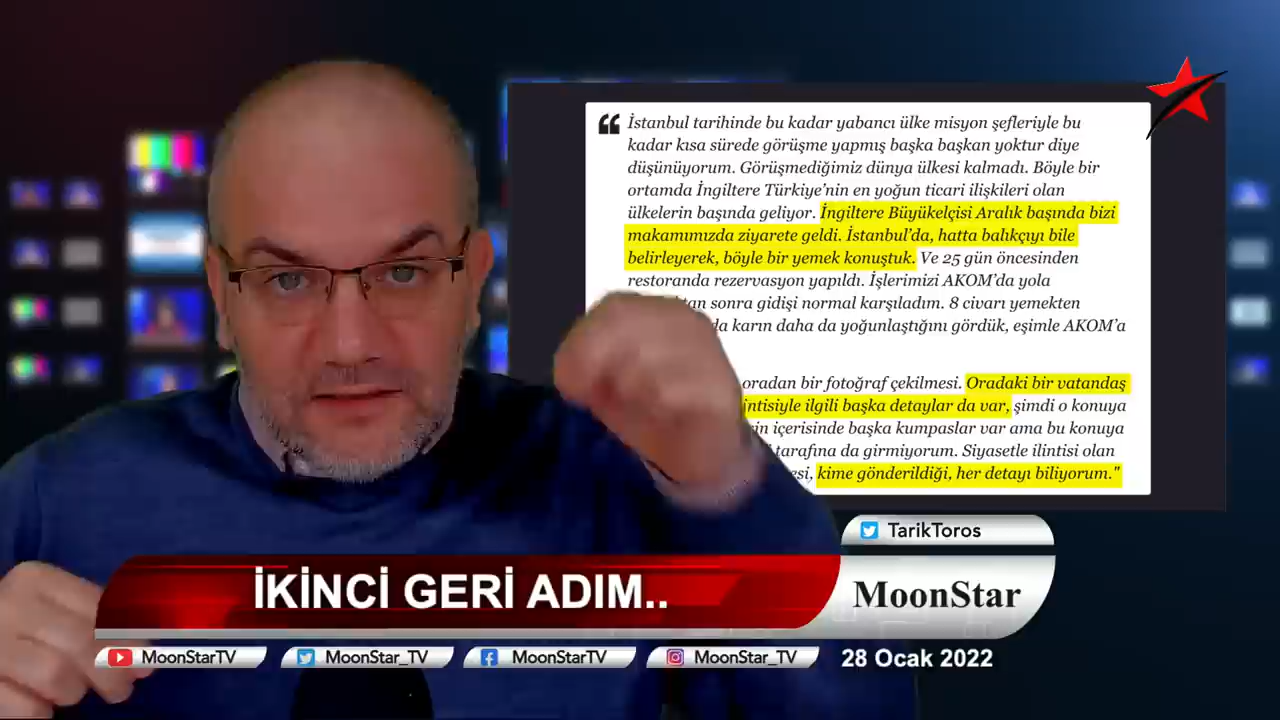 İstanbul tarihinde bu kadar yabancı ülke misyon şefleriyle bu
kadar kısa sürede görüşme yapmış başka başkan yoktur diye
düşünüyorum. Görüşmediğimiz dünya ülkesi kalmadı. Böyle bir
ortamda İngiltere Türkiye'nin en yoğun ticari ilişkileri olan
ülkelerin başında geliyor. İngiltere Büyükelçisi Aralık başında bizi
makamımızda ziyarete geldi. İstanbul'da, hatta balıkçıyı bile
belirleyerek, böyle bir yemek konuştuk. Ve 25 gün öncesinden
restoranda rezervasyon yapıldı. İşlerimizi AKOM'da yola
sonra gidişi normal karşıladım. 8 civarı yemekten
karın daha da yoğunlaştığını gördük, eşimle AKOM'a
oradan bir fotoğraf çekilmesi. Oradaki bir vatandaş
ilgili başka detaylar da var, şimdi o konuya
içerisinde başka kumpaslar var ama bu konuya
tarafına da girmiyorum. Siyasetle ilintisi olan
kime gönderildiği, her detayı biliyorum."
TarikToros
İKİNCİ GERİ ADIM..
MoonStar
MoonStarTV
MoonStar_TV
MoonStarTV
MoonStar_TV
28 Ocak 2022